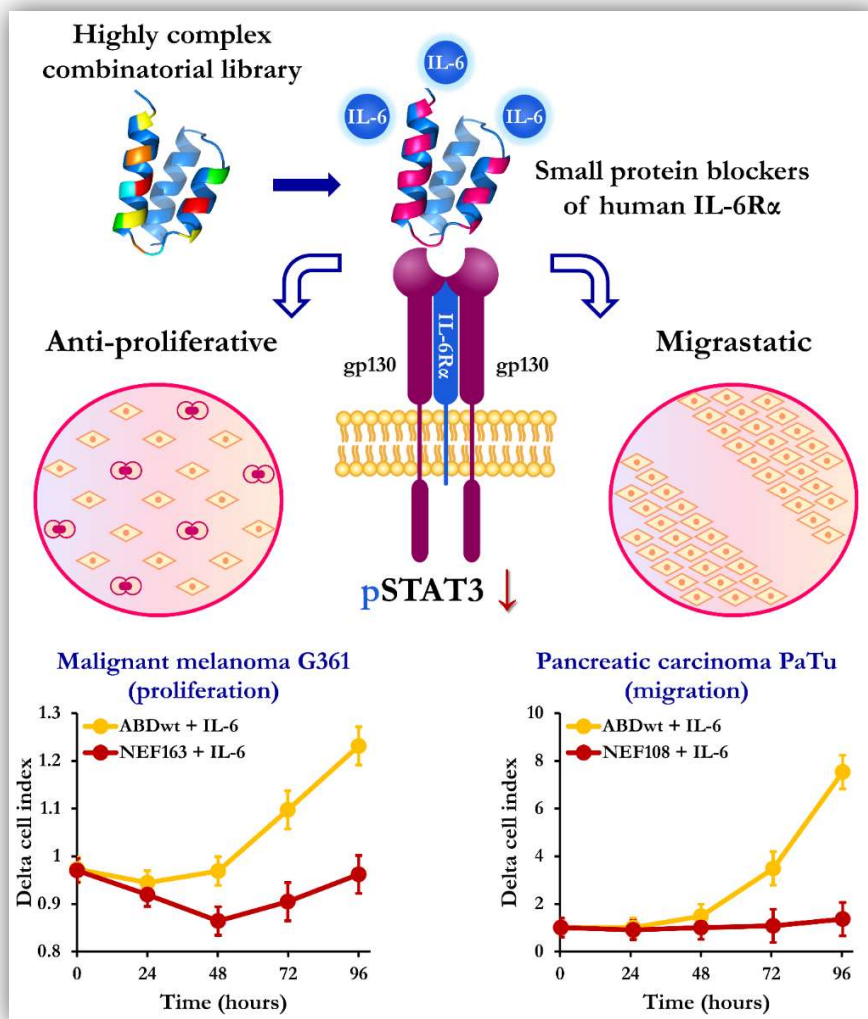 Highly complex
combinatorial library
IL-6
IL-6
IL-6
Small protein blockers
of human IL-6Rα
Anti-proliferative
Migrastatic
gp130
IL-6Rα
gp130
pSTAT3 ↓
Malignant melanoma G361
(proliferation)
1.3
1.2
1.1
1
0.9
0.8
Delta cell index
ABDwt + IL-6
NEF163 + IL-6
0
24
48
72
96
Time (hours)
Pancreatic carcinoma PaTu
(migration)
10
8
6
4
2
0
Delta cell index
ABDwt + IL-6
NEF108 + IL-6
0
24
48
72
96
Time (hours)